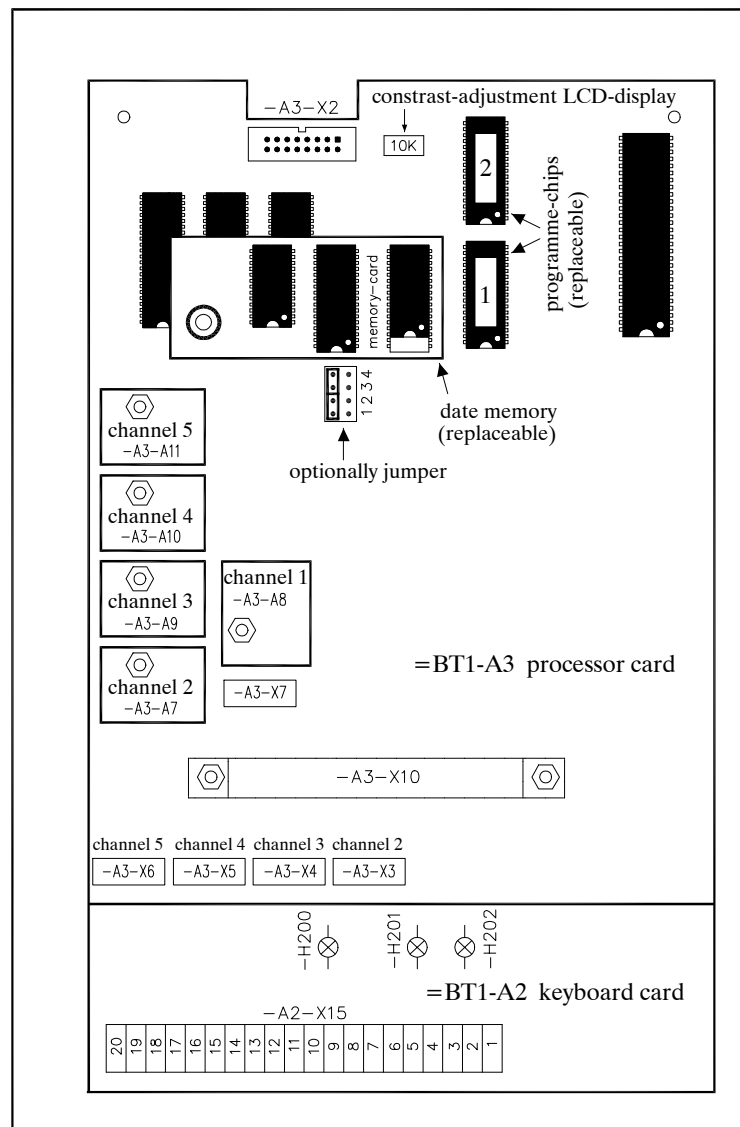 -A3-X2
constrast-adjustment LCD-display
10K
2
1
programme-chips
(replaceable)
memory-card
1 2 3 4
date memory
(replaceable)
optionally jumper
channel 5
-A3-A11
channel 4
-A3-A10
channel 3
-A3-A9
channel 1
-A3-A8
channel 2
-A3-A7
-A3-X7
=BT1-A3 processor card
-A3-X10
channel 5
channel 4
channel 3
channel 2
-A3-X6
-A3-X5
-A3-X4
-A3-X3
-H200
-H201
-H202
=BT1-A2 keyboard card
-A2-X15
20 19 18 17 16 15 14 13 12 11 10 9 8 7 6 5 4 3 2 1